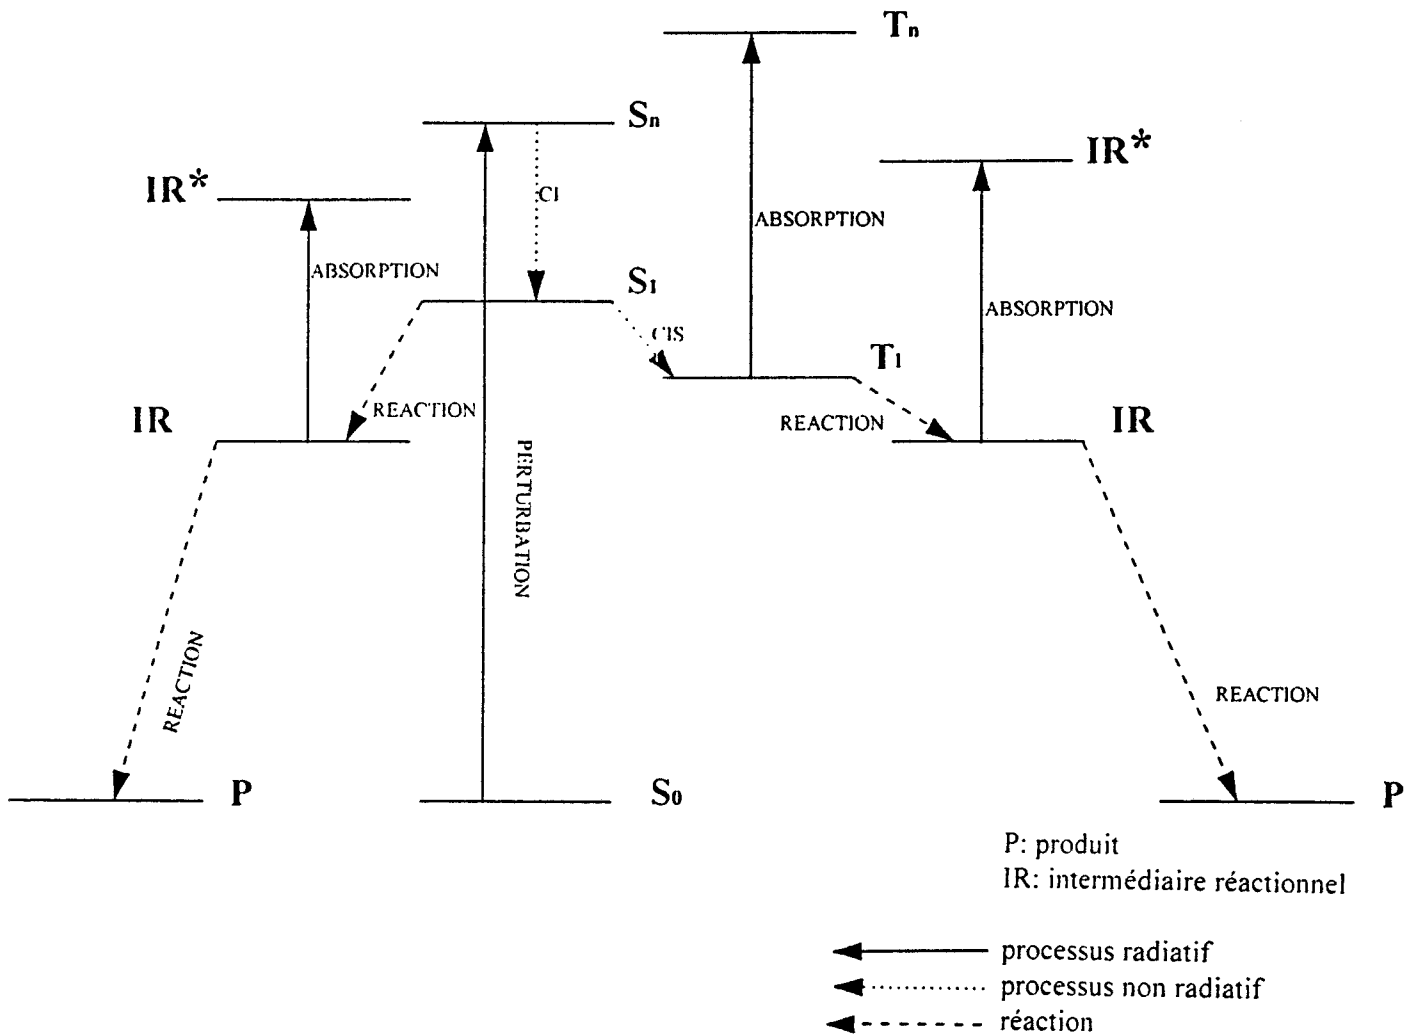 Tn
Sn
IR*
IR*
CI
ABSORPTION
ABSORPTION
S1
ABSORPTION
CIS
T1
REACTION
REACTION
IR
IR
PERTURBATION
REACTION
REACTION
P
S0
P
P: produit
IR: intermédiaire réactionnel
processus radiatif
processus non radiatif
réaction